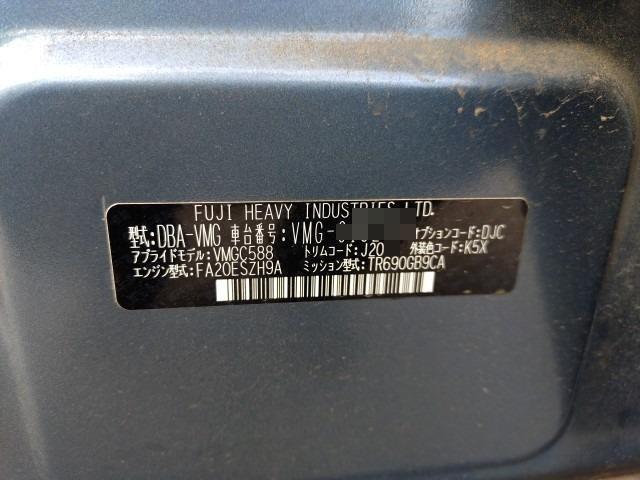 FUJI HEAVY INDUSTRIES LTD.
型式:DBA-VMG 車台番号:VMG- オプションコード:DJC
アプライドモデル:VMGC588 トリムコード:J20 外装色コード:K5X
エンジン型式:FA20ESZH9A ミッション型式:TR690GB9CA